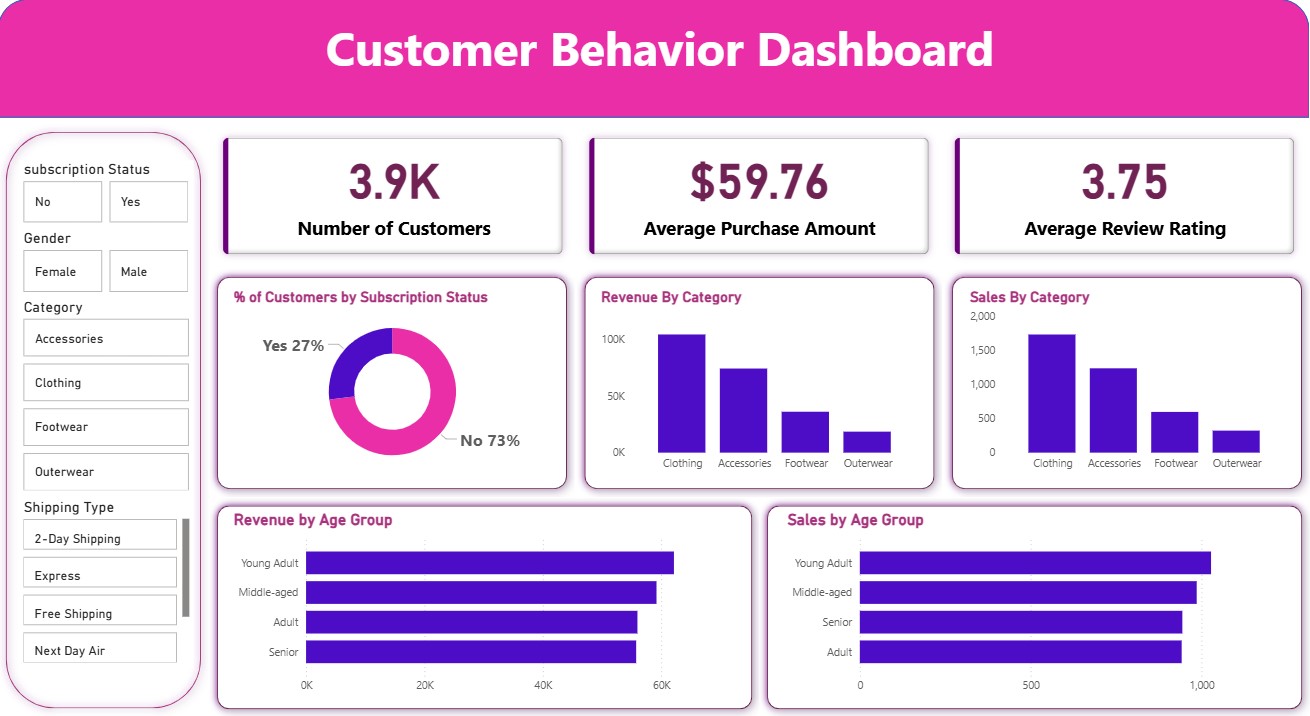 Customer Behavior Dashboard
subscription Status
No
Yes
Gender
Female
Male
Category
Accessories
Clothing
Footwear
Outerwear
Shipping Type
2-Day Shipping
Express
Free Shipping
Next Day Air
3.9K
Number of Customers
$59.76
Average Purchase Amount
3.75
Average Review Rating
% of Customers by Subscription Status
Yes 27%
No 73%
Revenue By Category
100K
50K
0K
Clothing
Accessories
Footwear
Outerwear
Sales By Category
2,000
1,500
1,000
500
0
Clothing
Accessories
Footwear
Outerwear
Revenue by Age Group
Young Adult
Middle-aged
Adult
Senior
0K
20K
40K
60K
Sales by Age Group
Young Adult
Middle-aged
Senior
Adult
0
500
1,000